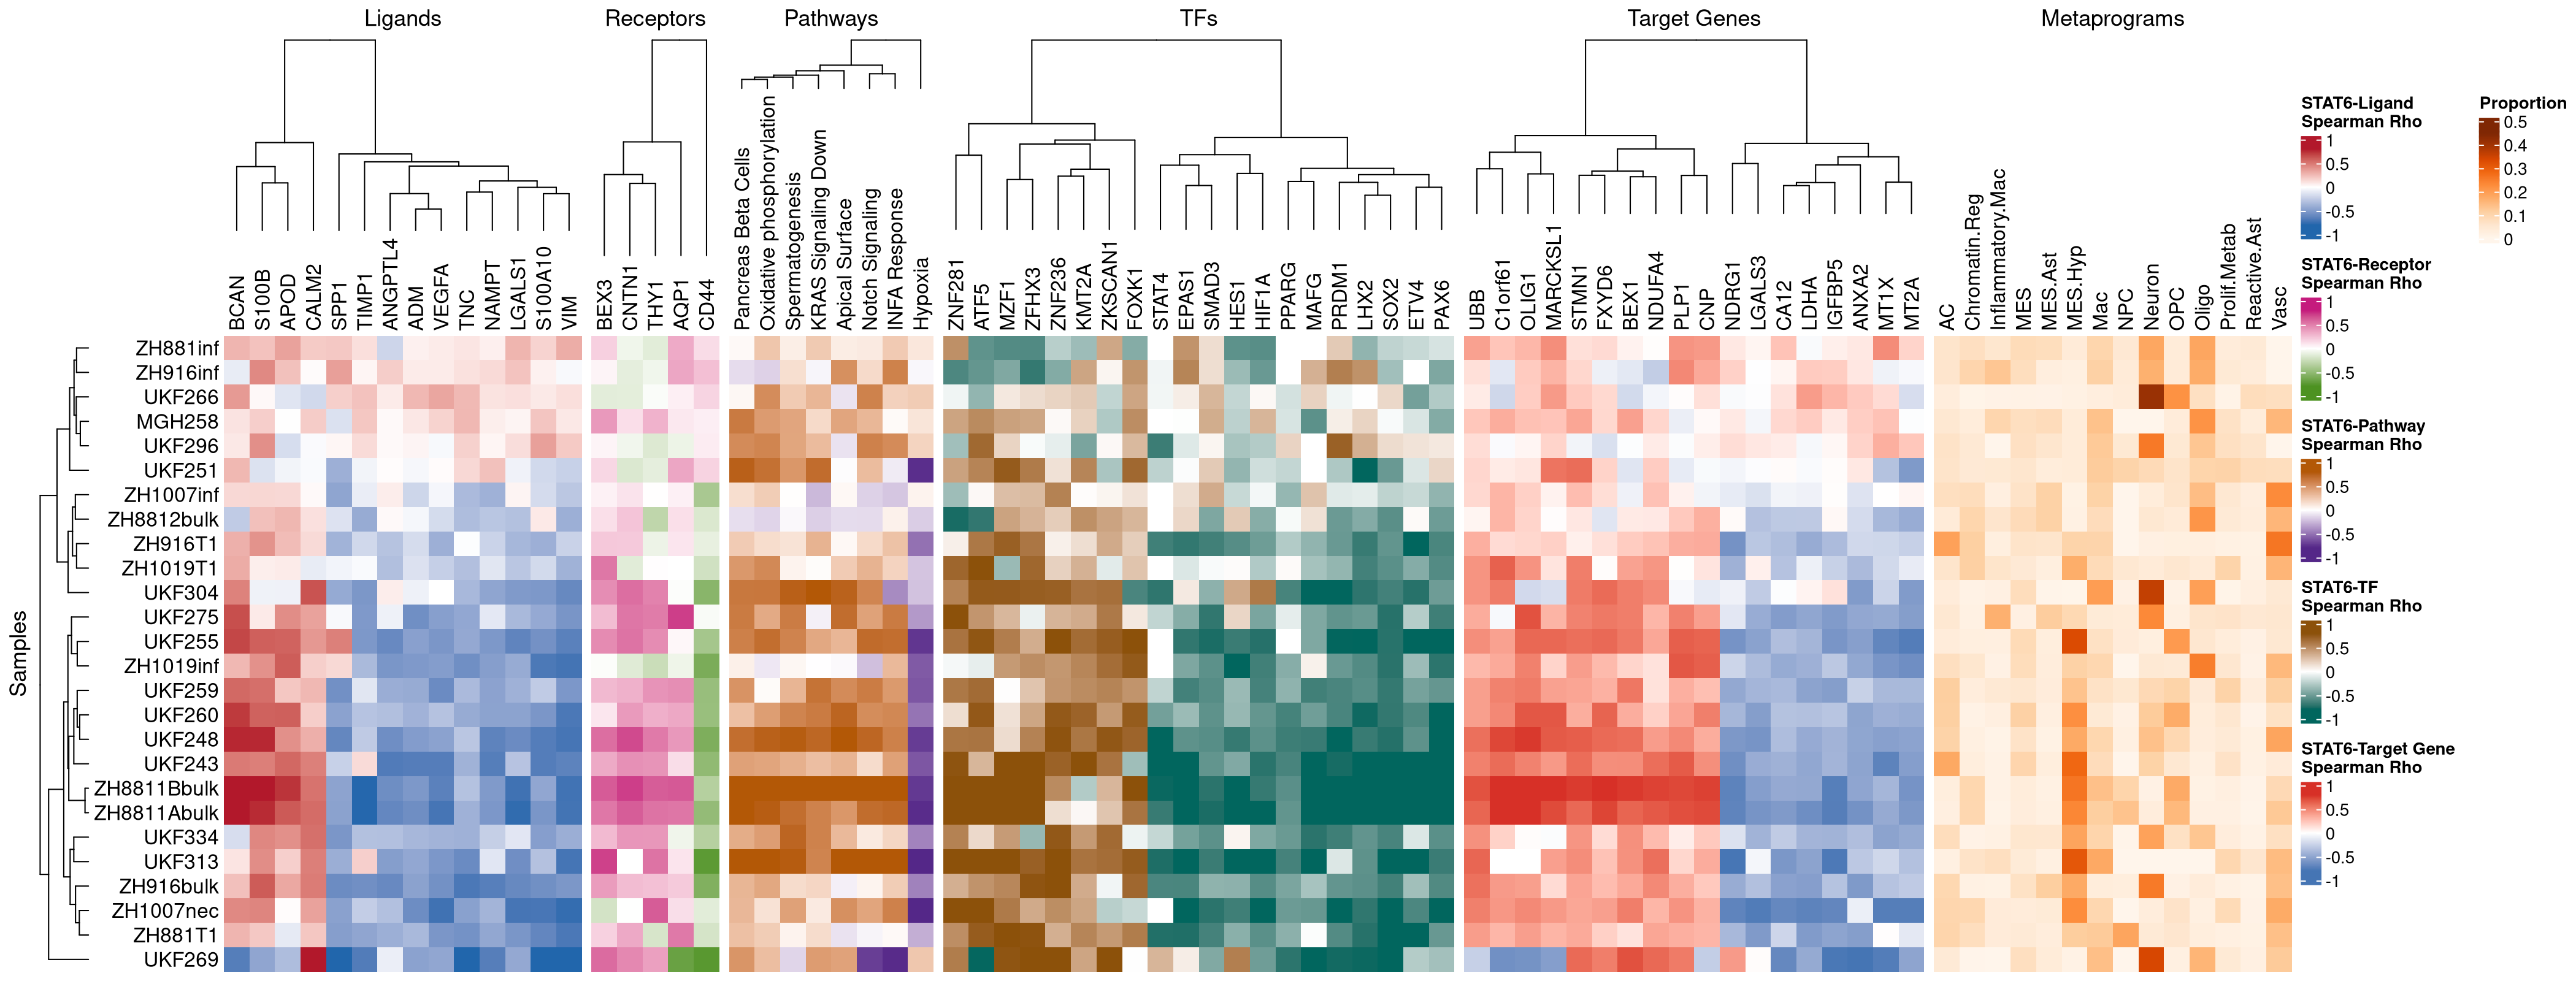 Ligands
Receptors
Pathways
TFs
Target Genes
Metaprograms
BCAN
S100B
APOD
CALM2
SPP1
TIMP1
ANGPTL4
ADM
VEGFA
TNC
NAMPT
LGALS1
S100A10
VIM
BEX3
CNTN1
THY1
AQP1
CD44
Pancreas Beta Cells
Oxidative phosphorylation
Spermatogenesis
KRAS Signaling Down
Apical Surface
Notch Signaling
INFA Response
Hypoxia
ZNF281
ATF5
MZF1
ZFHX3
ZNF236
KMT2A
ZKSCAN1
FOXK1
STAT4
EPAS1
SMAD3
HES1
HIF1A
PPARG
MAFG
PRDM1
LHX2
SOX2
ETV4
PAX6
UBB
C1orf61
OLIG1
MARCKSL1
STMN1
FXYD6
BEX1
NDUFA4
PLP1
CNP
NDRG1
LGALS3
CA12
LDHA
IGFBP5
ANXA2
MT1X
MT2A
AC
Chromatin.Reg
Inflammatory.Mac
MES
MES.Ast
MES.Hyp
Mac
NPC
Neuron
OPC
Oligo
Prolif.Metab
Reactive.Ast
Vasc
Samples
ZH881inf
ZH916inf
UKF266
MGH258
UKF296
UKF251
ZH1007inf
ZH8812bulk
ZH916T1
ZH1019T1
UKF304
UKF275
UKF255
ZH1019inf
UKF259
UKF260
UKF248
UKF243
ZH8811Bbulk
ZH8811Abulk
UKF334
UKF313
ZH916bulk
ZH1007nec
ZH881T1
UKF269
STAT6-Ligand
Spearman Rho
1
0.5
0
-0.5
-1
STAT6-Receptor
Spearman Rho
1
0.5
0
-0.5
-1
STAT6-Pathway
Spearman Rho
1
0.5
0
-0.5
-1
STAT6-TF
Spearman Rho
1
0.5
0
-0.5
-1
STAT6-Target Gene
Spearman Rho
1
0.5
0
-0.5
-1
Proportion
0.5
0.4
0.3
0.2
0.1
0